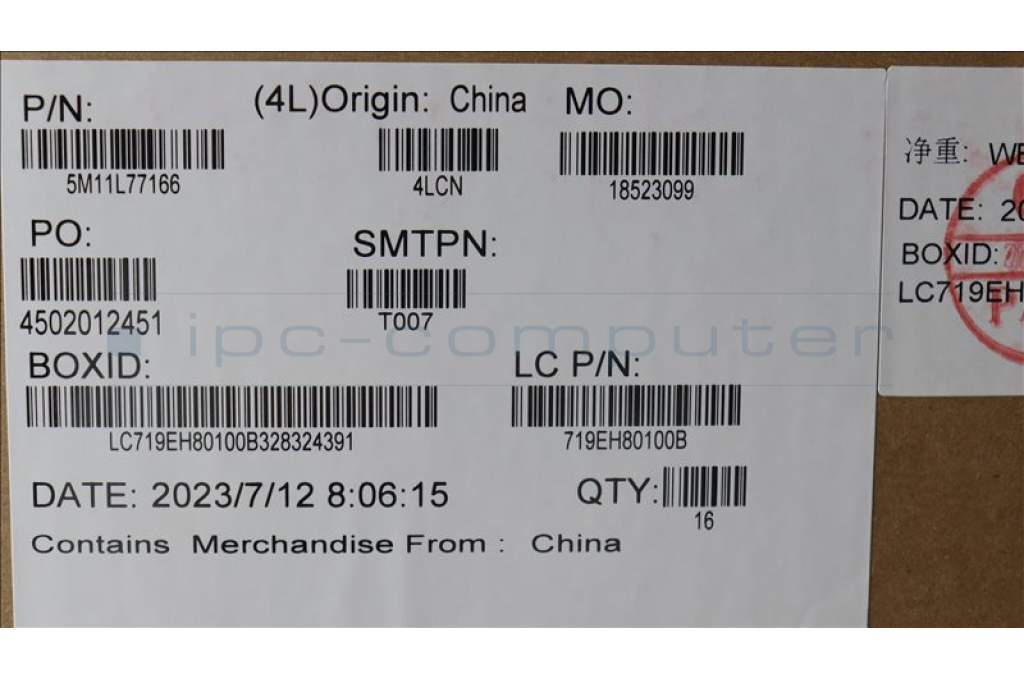 P/N:
(4L)Origin: China
MO:
5M11L77166
4LCN
18523099
PO:
SMTPN:
4502012451
T007
ipc-computer
BOXID:
LC P/N:
LC719EH80100B328324391
719EH80100B
DATE: 2023/7/12 8:06:15
QTY:
16
Contains Merchandise From : China
净重:
DATE: 20
BOXID:
LC719EH